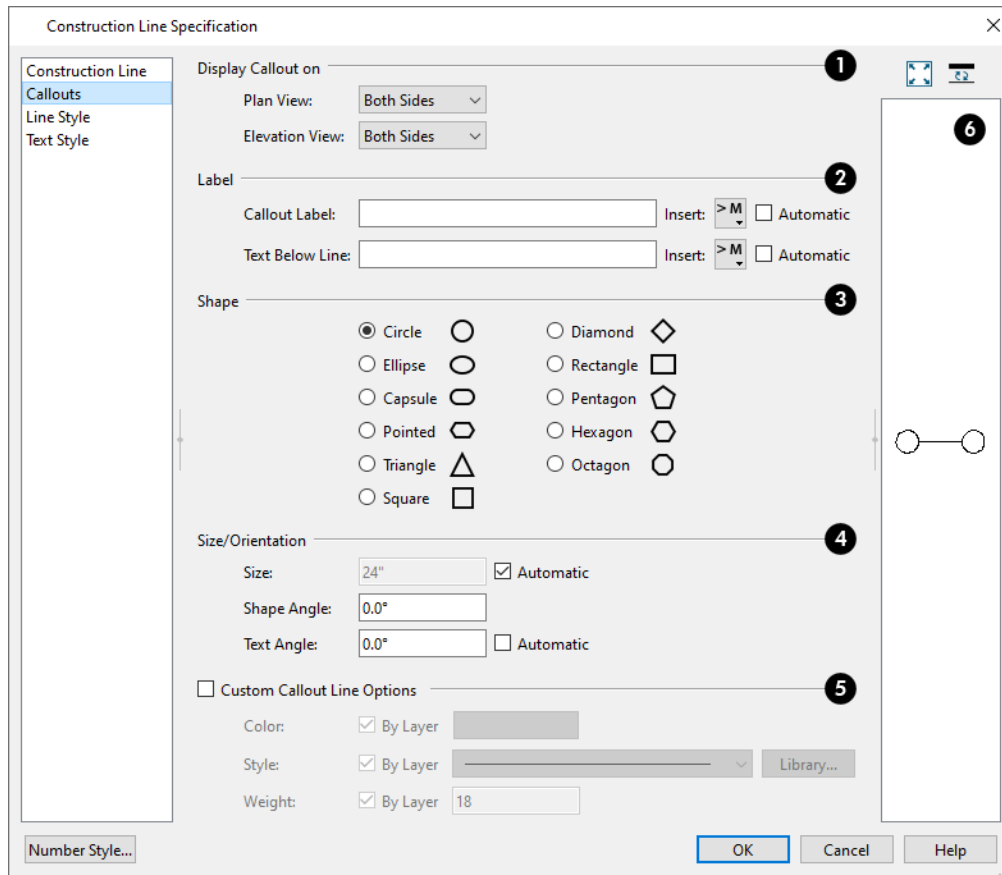 Construction Line Specification
Construction Line
Callouts
Line Style
Text Style
Display Callout on 1
Plan View: Both Sides
Elevation View: Both Sides
6
Label 2
Callout Label: Insert: > M Automatic
Text Below Line: Insert: > M Automatic
Shape 3
Circle Diamond
Ellipse Rectangle
Capsule Pentagon
Pointed Hexagon
Triangle Octagon
Square
Size/Orientation 4
Size: 24" Automatic
Shape Angle: 0.0°
Text Angle: 0.0° Automatic
Custom Callout Line Options 5
Color: By Layer
Style: By Layer Library...
Weight: By Layer 18
Number Style... OK Cancel Help